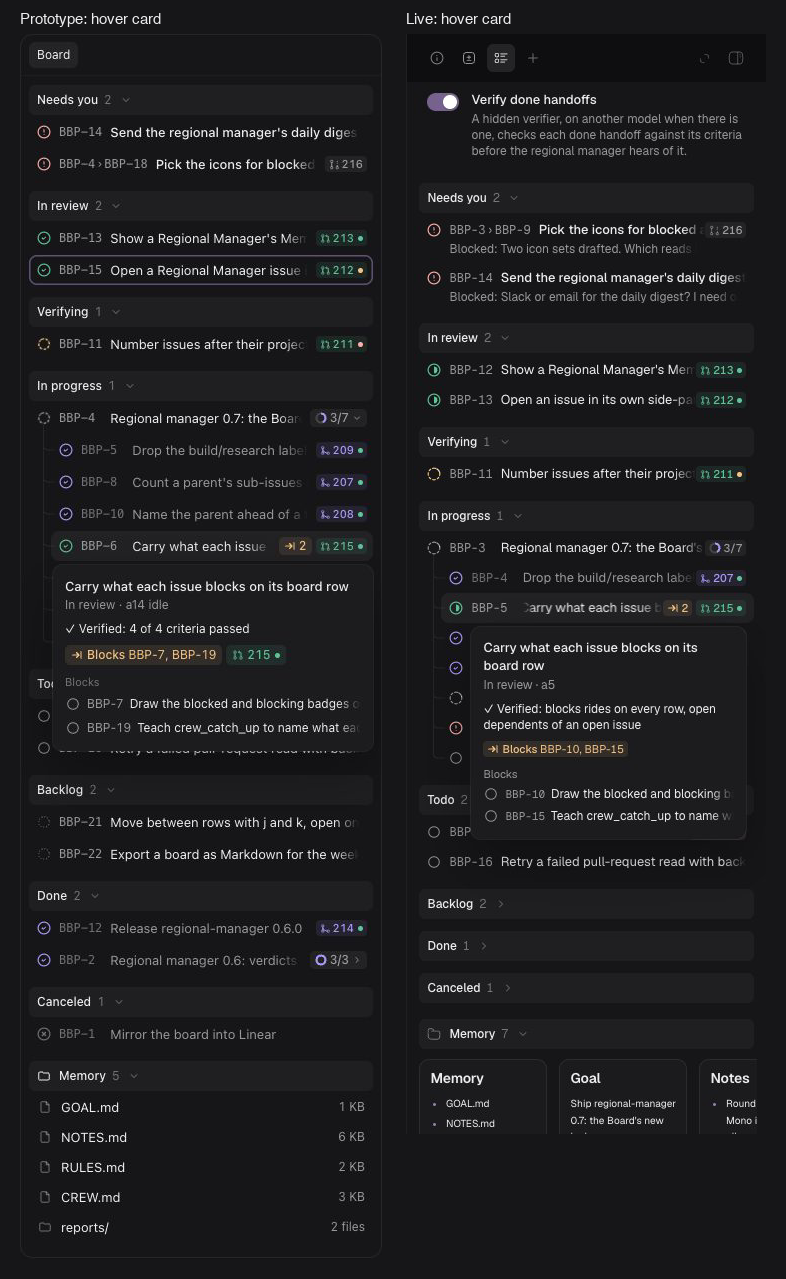 Prototype: hover card
Board
Needs you 2
BBP-14 Send the regional manager's daily diges
BBP-4 › BBP-18 Pick the icons for blocked 216
In review 2
BBP-13 Show a Regional Manager's Mem 213
BBP-15 Open a Regional Manager issue 212
Verifying 1
BBP-11 Number issues after their projec 211
In progress 1
BBP-4 Regional manager 0.7: the Boar 3/7
BBP-5 Drop the build/research labe 209
BBP-8 Count a parent's sub-issues 207
BBP-10 Name the parent ahead of a 208
BBP-6 Carry what each issue 2 215
Carry what each issue blocks on its board row
In review · a14 idle
✓ Verified: 4 of 4 criteria passed
Blocks BBP-7, BBP-19 215
Blocks
BBP-7 Draw the blocked and blocking badges o
BBP-19 Teach crew_catch_up to name what ea
Backlog 2
BBP-21 Move between rows with j and k, open or
BBP-22 Export a board as Markdown for the wee
Done 2
BBP-12 Release regional-manager 0.6.0 214
BBP-2 Regional manager 0.6: verdicts 3/3
Canceled 1
BBP-1 Mirror the board into Linear
Memory 5
GOAL.md 1 KB
NOTES.md 6 KB
RULES.md 2 KB
CREW.md 3 KB
reports/ 2 files
Live: hover card
Verify done handoffs
A hidden verifier, on another model when there is
one, checks each done handoff against its criteria
before the regional manager hears of it.
Needs you 2
BBP-3 › BBP-9 Pick the icons for blocked 216
Blocked: Two icon sets drafted. Which reads
BBP-14 Send the regional manager's daily digest
Blocked: Slack or email for the daily digest? I need
In review 2
BBP-12 Show a Regional Manager's Mem 213
BBP-13 Open an issue in its own side-pa 212
Verifying 1
BBP-11 Number issues after their projec 211
In progress 1
BBP-3 Regional manager 0.7: the Board's 3/7
BBP-4 Drop the build/research labe 207
BBP-5 Carry what each issue b 2 215
Carry what each issue blocks on its
board row
In review · a5
✓ Verified: blocks rides on every row, open
dependents of an open issue
Blocks BBP-10, BBP-15
Blocks
BBP-10 Draw the blocked and blocking b
BBP-15 Teach crew_catch_up to name w
Todo 2
BBP
BBP-16 Retry a failed pull-request read with back
Backlog 2
Done 1
Canceled 1
Memory 7
Memory
GOAL.md
NOTES.md
Goal
Ship regional-manager
0.7: the Board's new
Notes
Round
Mono i